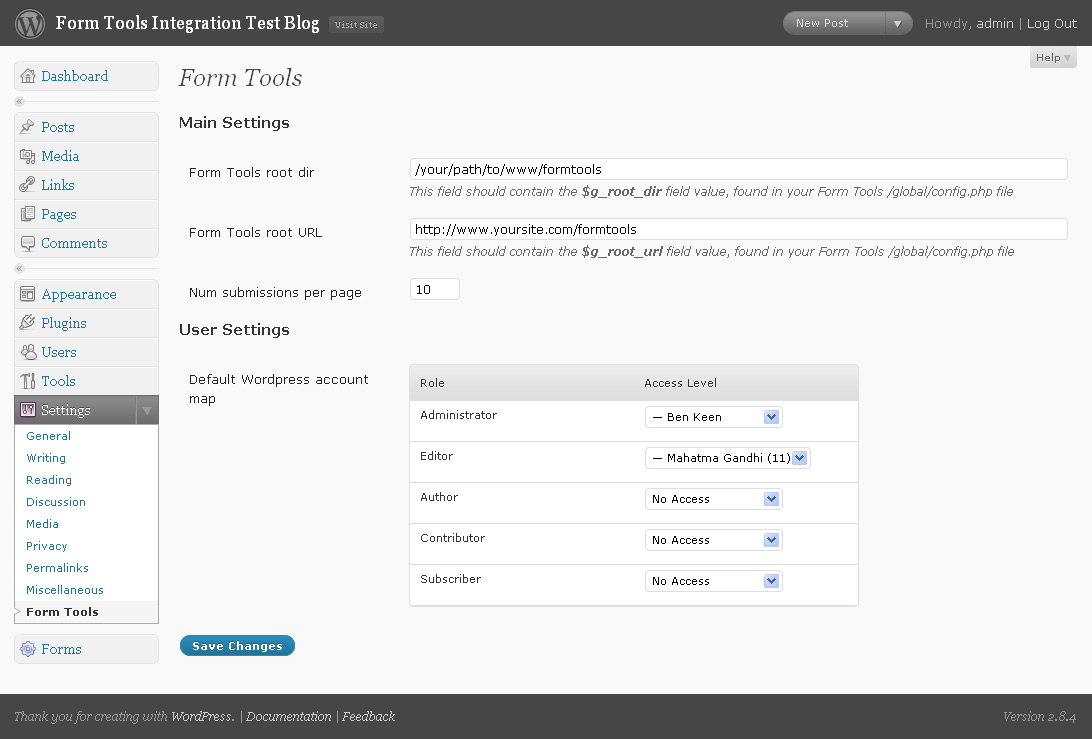 Form Tools Integration Test Blog Visit Site New Post Howdy, admin | Log Out
Help
Form Tools
Dashboard
Posts
Media
Links
Pages
Comments
Appearance
Plugins
Users
Tools
Settings
General
Writing
Reading
Discussion
Media
Privacy
Permalinks
Miscellaneous
Form Tools
Forms
Main Settings
Form Tools root dir /your/path/to/www/formtools
This field should contain the $g_root_dir field value, found in your Form Tools /global/config.php file
Form Tools root URL http://www.yoursite.com/formtools
This field should contain the $g_root_url field value, found in your Form Tools /global/config.php file
Num submissions per page 10
User Settings
Default Wordpress account
map
Role Access Level
Administrator — Ben Keen
Editor — Mahatma Gandhi (11)
Author No Access
Contributor No Access
Subscriber No Access
Save Changes
Thank you for creating with WordPress. | Documentation | Feedback Version 2.8.4